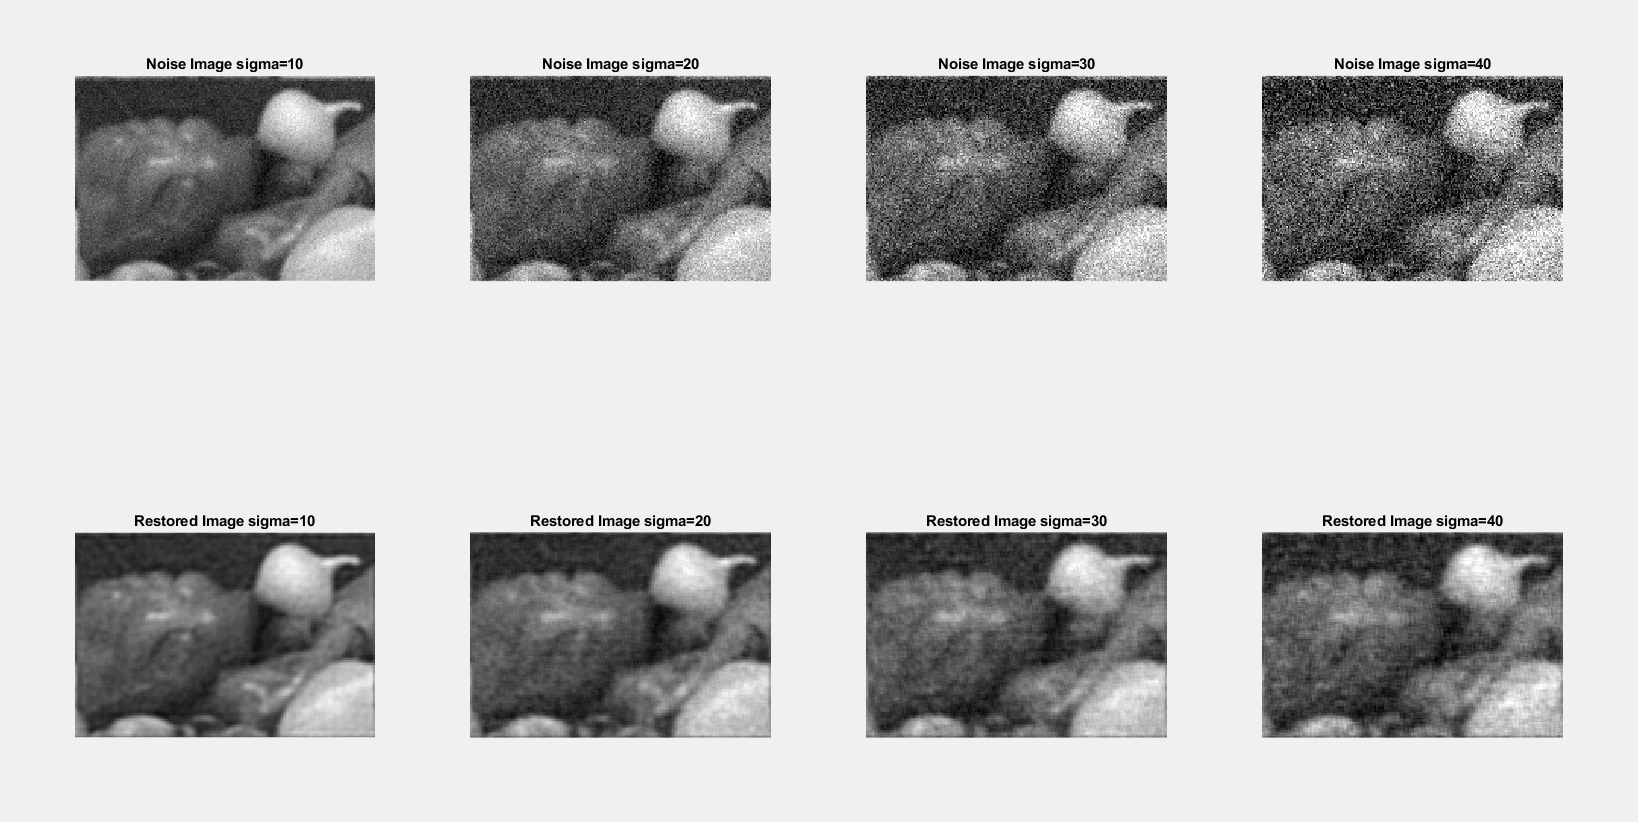 Noise Image sigma=10
Noise Image sigma=20
Noise Image sigma=30
Noise Image sigma=40
Restored Image sigma=10
Restored Image sigma=20
Restored Image sigma=30
Restored Image sigma=40